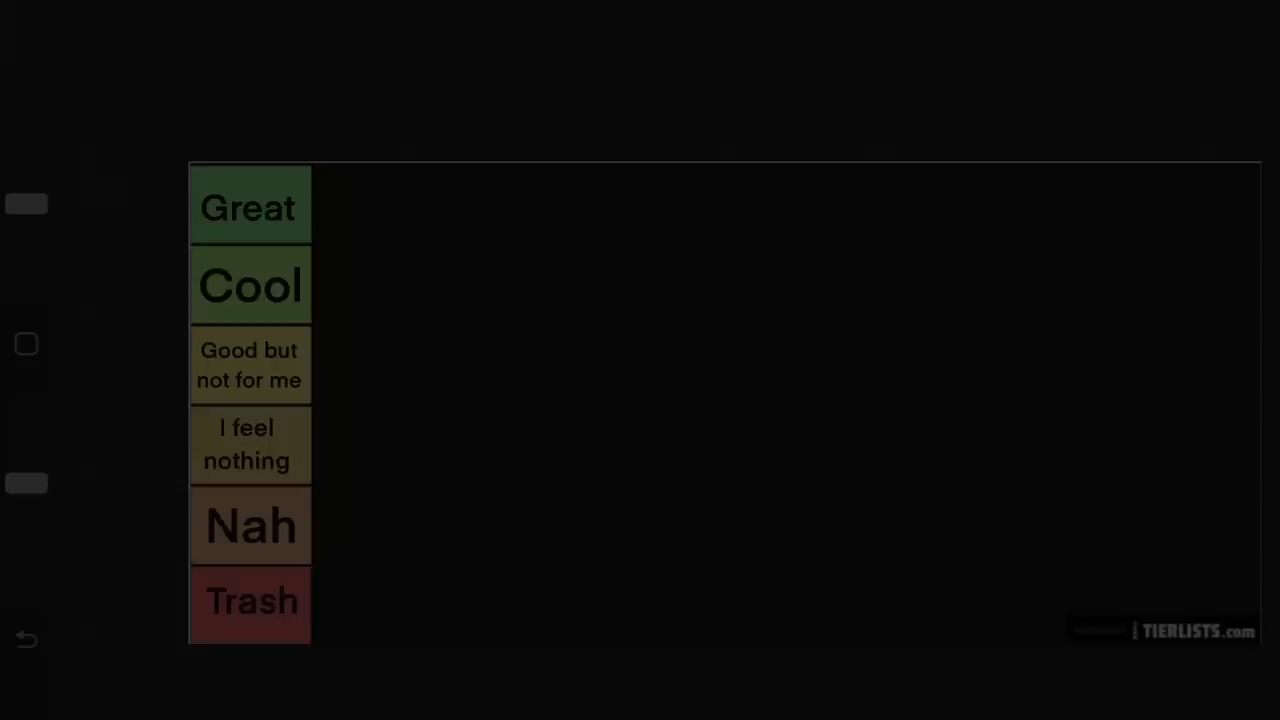 Great
Cool
Good but
not for me
I feel
nothing
Nah
Trash
TIERLISTS.com